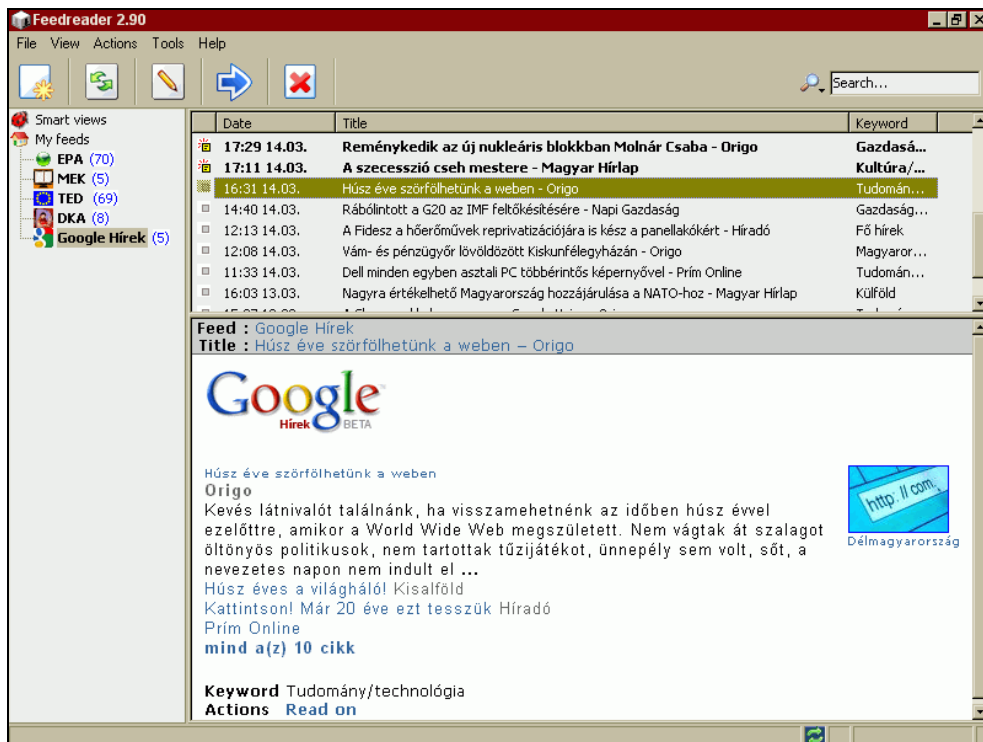 Feedreader 2.90
File View Actions Tools Help
Search...
Smart views
My feeds
EPA (70)
MEK (5)
TED (69)
DKA (8)
Google Hírek (5)
Date Title Keyword
17:29 14.03. Reménykedik az új nukleáris blokkban Molnár Csaba - Origo Gazdasá...
17:11 14.03. A szecesszió cseh mestere - Magyar Hírlap Kultúra/...
16:31 14.03. Húsz éve szörfölhetünk a weben - Origo Tudomán...
14:40 14.03. Rábólintott a G20 az IMF feltőkésítésére - Napi Gazdaság Gazdaság...
12:13 14.03. A Fidesz a hőerőművek reprivatizációjára is kész a panellakókért - Híradó Fő hírek
12:08 14.03. Vám- és pénzügyőr lövöldözött Kiskunfélegyházán - Origo Magyaror...
11:33 14.03. Dell minden egyben asztali PC többérintős képernyővel - Prím Online Tudomán...
16:03 13.03. Nagyra értékelhető Magyarország hozzájárulása a NATO-hoz - Magyar Hírlap Külföld
Feed : Google Hírek
Title : Húsz éve szörfölhetünk a weben – Origo
Google
Hírek BETA
Húsz éve szörfölhetünk a weben
Origo
Kevés látnivalót találnánk, ha visszamehetnénk az időben húsz évvel
ezelőttre, amikor a World Wide Web megszületett. Nem vágtak át szalagot
öltönyös politikusok, nem tartottak tűzijátékot, ünnepély sem volt, sőt, a
nevezetes napon nem indult el ...
http: // com.
Délmagyarország
Húsz éves a világháló! Kisalföld
Kattintson! Már 20 éve ezt tesszük Híradó
Prím Online
mind a(z) 10 cikk
Keyword Tudomány/technológia
Actions Read on